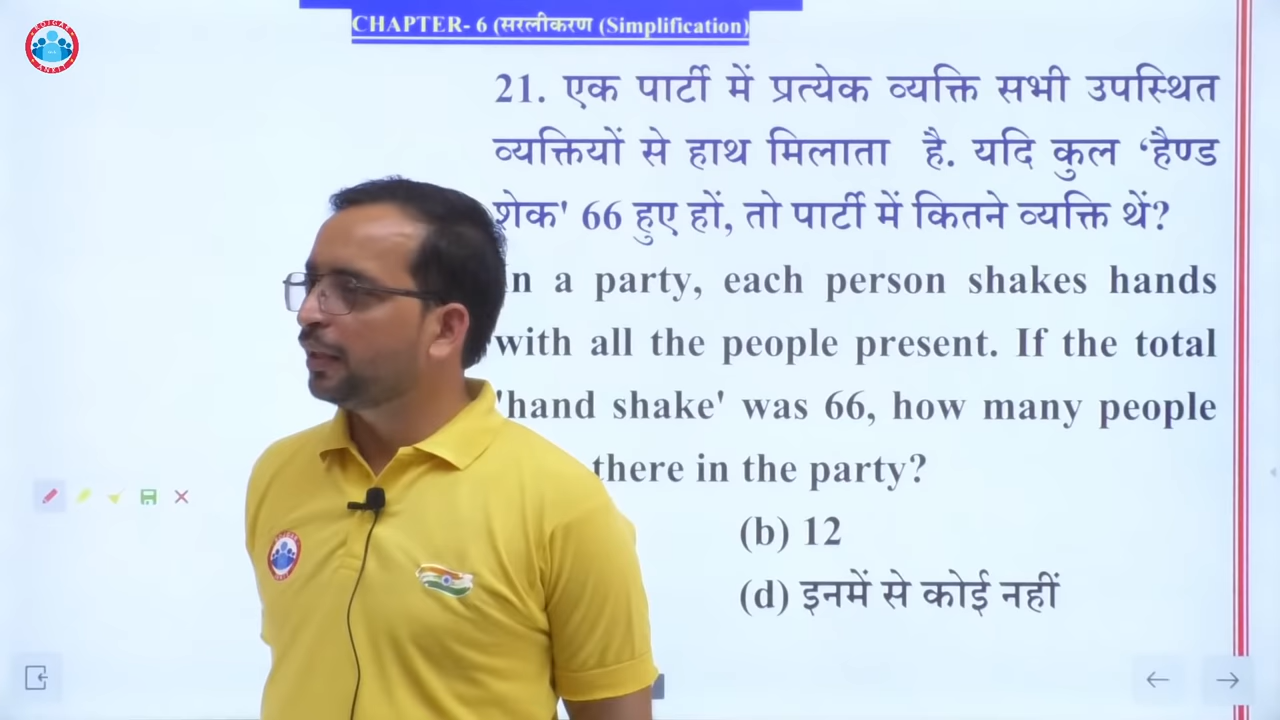 CHAPTER- 6 (सरलीकरण (Simplification)
21. एक पार्टी में प्रत्येक व्यक्ति सभी उपस्थित
व्यक्तियों से हाथ मिलाता है. यदि कुल ‘हैण्ड
शेक' 66 हुए हों, तो पार्टी में कितने व्यक्ति थें?
n a party, each person shakes hands
with all the people present. If the total
'hand shake' was 66, how many people
there in the party?
(b) 12
(d) इनमें से कोई नहीं